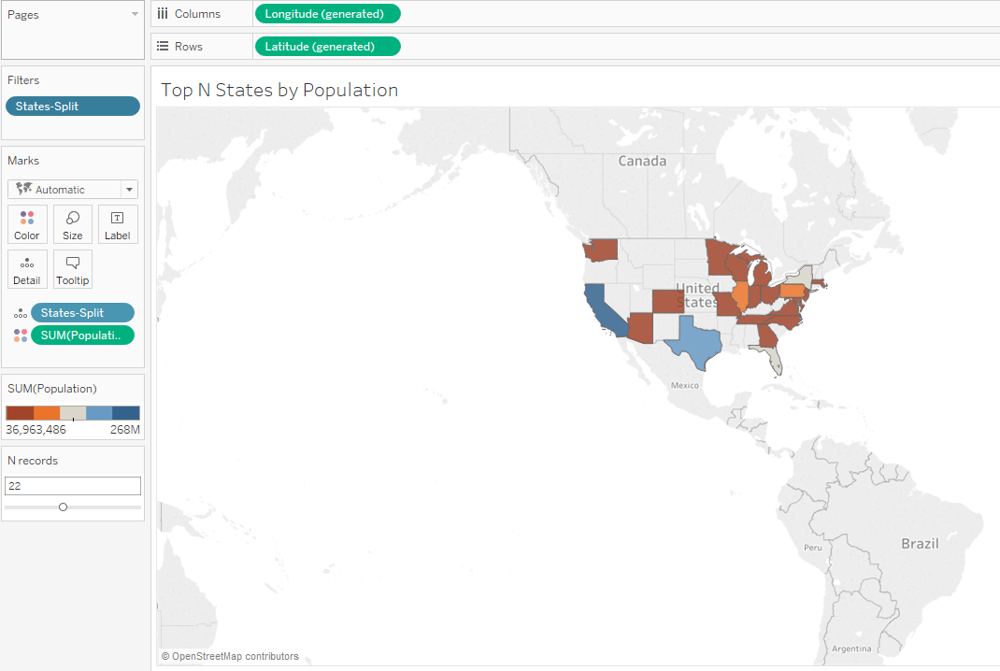 Pages
Columns
Longitude (generated)
Rows
Latitude (generated)
Filters
States-Split
Marks
Automatic
Color
Size
Label
Detail
Tooltip
States-Split
SUM(Populati..
SUM(Population)
36,963,486
268M
N records
22
Top N States by Population
Canada
United
States
Mexico
Brazil
Peru
Argentina
© OpenStreetMap contributors